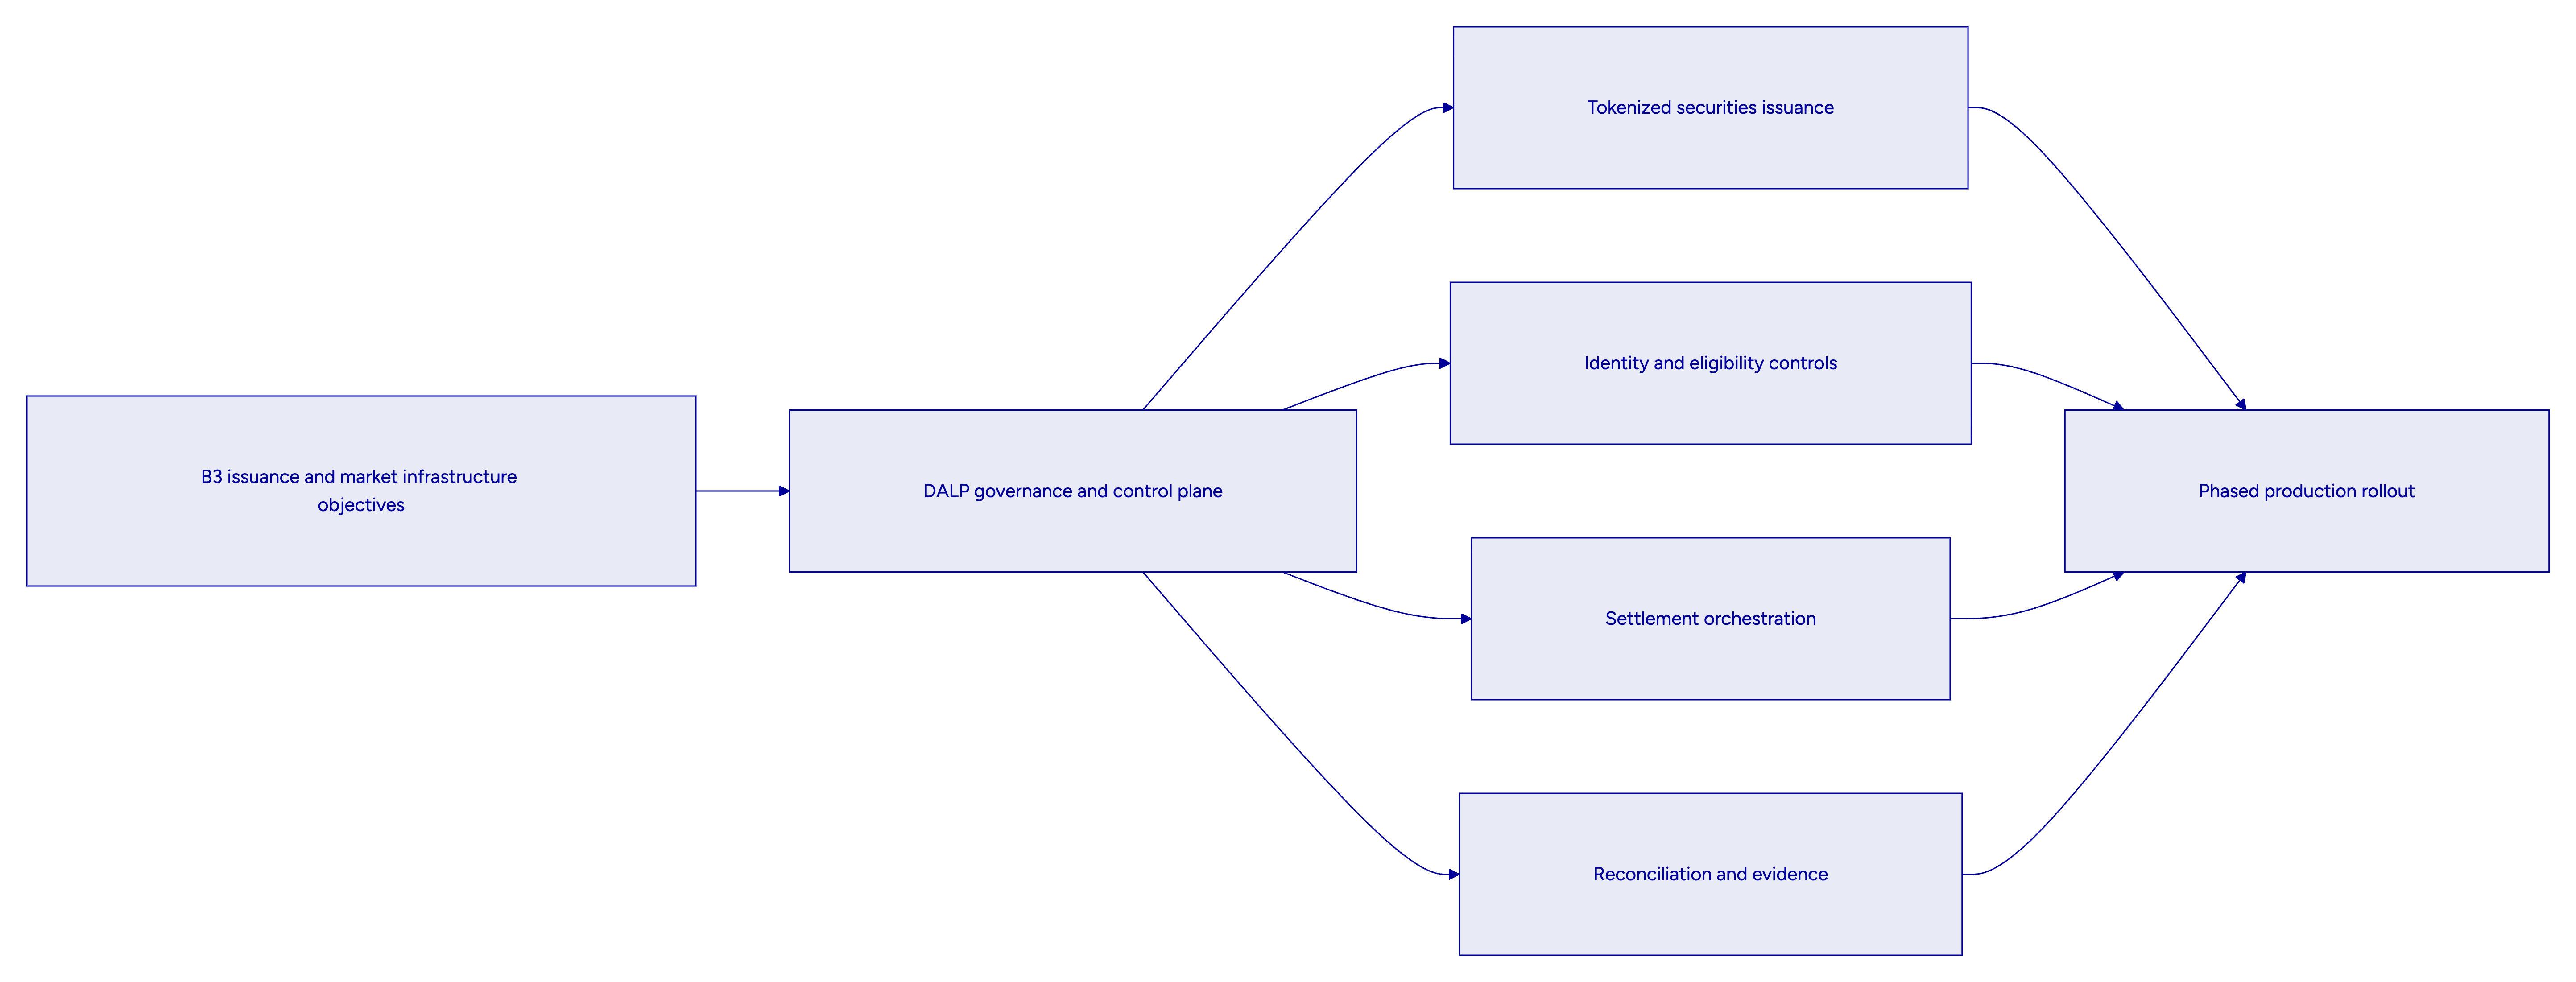 B3 issuance and market infrastructure
objectives
DALP governance and control plane
Tokenized securities issuance
Identity and eligibility controls
Settlement orchestration
Reconciliation and evidence
Phased production rollout